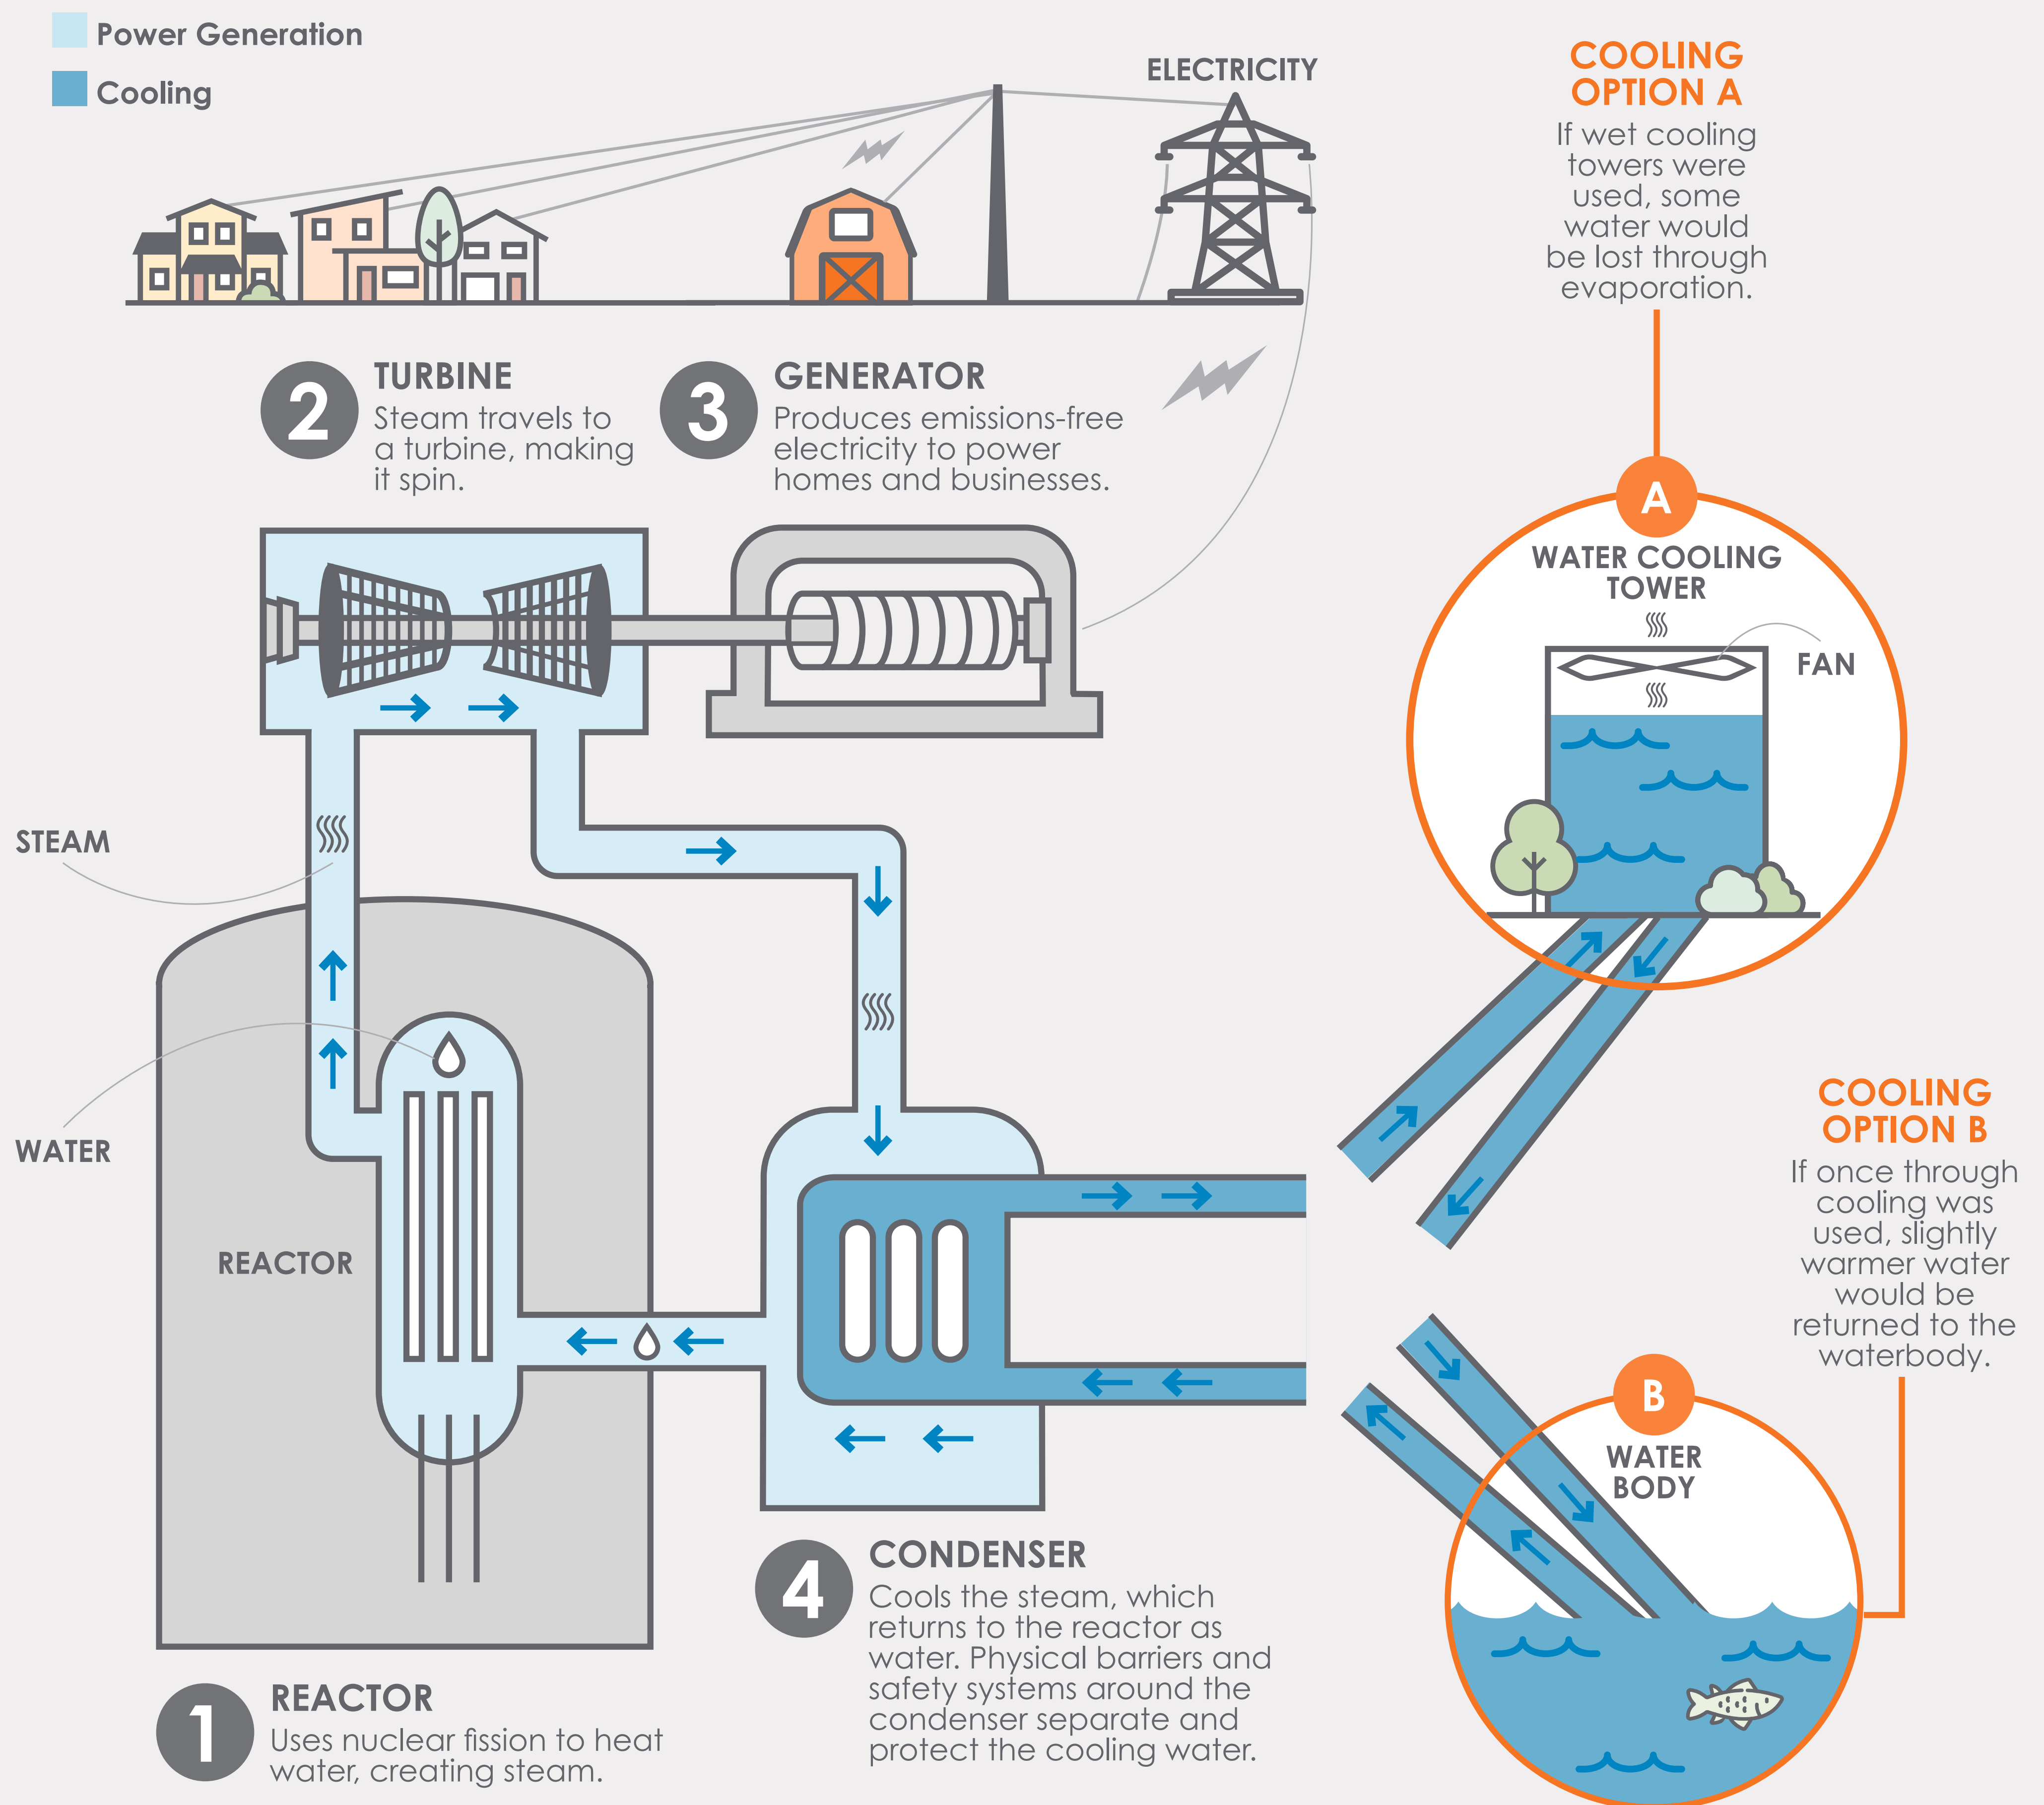 Power Generation
Cooling
ELECTRICITY
COOLING
OPTION A
If wet cooling
towers were
used, some
water would
be lost through
evaporation.
2
TURBINE
Steam travels to
a turbine, making
it spin.
3
GENERATOR
Produces emissions-free
electricity to power
homes and businesses.
A
WATER COOLING
TOWER
FAN
STEAM
WATER
REACTOR
COOLING
OPTION B
If once through
cooling was
used, slightly
warmer water
would be
returned to the
waterbody.
B
WATER
BODY
4
CONDENSER
Cools the steam, which
returns to the reactor as
water. Physical barriers and
safety systems around the
condenser separate and
protect the cooling water.
1
REACTOR
Uses nuclear fission to heat
water, creating steam.